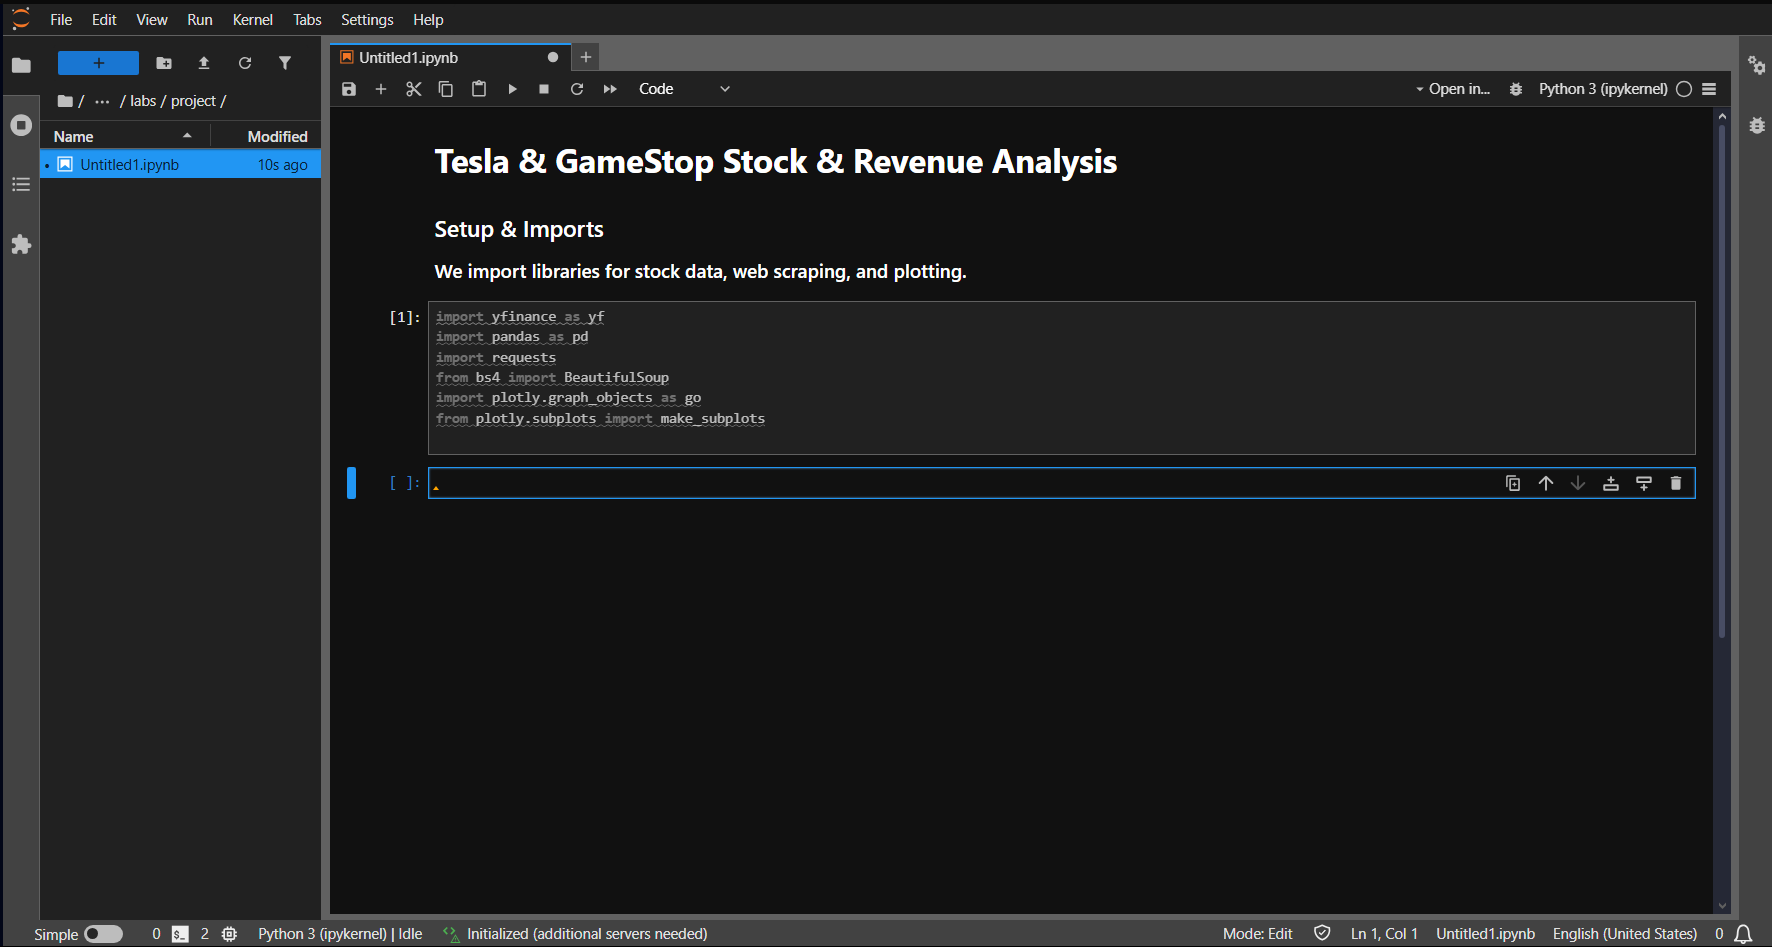 File Edit View Run Kernel Tabs Settings Help
+
/ ··· / labs / project /
Name Modified
Untitled1.ipynb 10s ago
Untitled1.ipynb
Code
Open in... Python 3 (ipykernel)
Tesla & GameStop Stock & Revenue Analysis
Setup & Imports
We import libraries for stock data, web scraping, and plotting.
[1]:
import yfinance as yf
import pandas as pd
import requests
from bs4 import BeautifulSoup
import plotly.graph_objects as go
from plotly.subplots import make_subplots
[ ]:
Simple 0 $_ 2 Python 3 (ipykernel) | Idle Initialized (additional servers needed) Mode: Edit Ln 1, Col 1 Untitled1.ipynb English (United States) 0